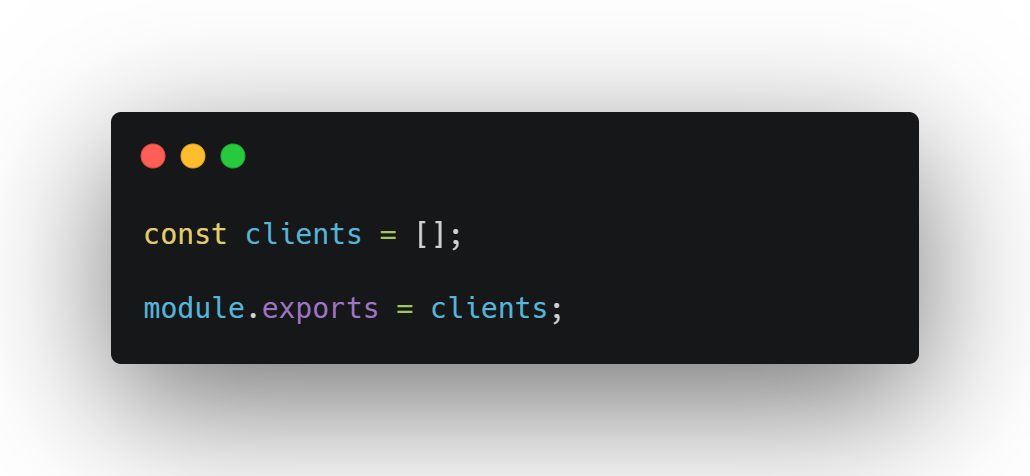 const clients = [];
module.exports = clients;